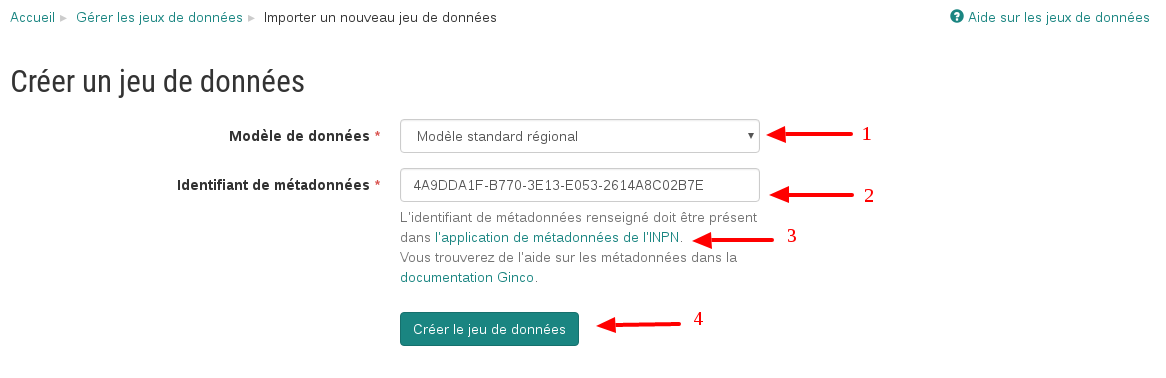 Accueil ▸ Gérer les jeux de données ▸ Importer un nouveau jeu de données
Aide sur les jeux de données
Créer un jeu de données
Modèle de données * Modèle standard régional 1
Identifiant de métadonnées * 4A9DDA1F-B770-3E13-E053-2614A8C02B7E 2
L'identifiant de métadonnées renseigné doit être présent
dans l'application de métadonnées de l'INPN. 3
Vous trouverez de l'aide sur les métadonnées dans la
documentation Ginco.
Créer le jeu de données 4